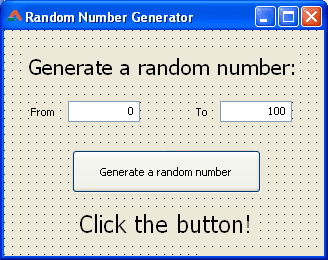 Random Number Generator
Generate a random number:
From 0 To 100
Generate a random number
Click the button!